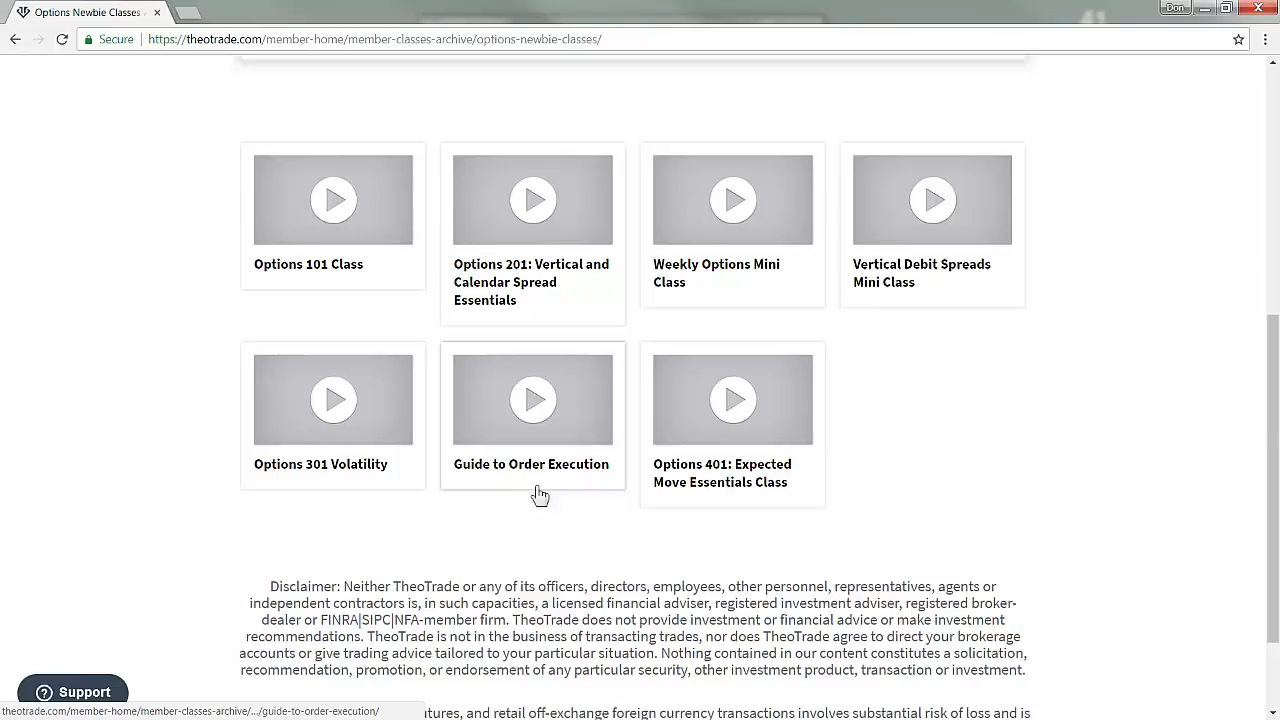 Options Newbie Classes
Don
Secure | https://theotrade.com/member-home/member-classes-archive/options-newbie-classes/
Options 101 Class
Options 201: Vertical and
Calendar Spread
Essentials
Weekly Options Mini
Class
Vertical Debit Spreads
Mini Class
Options 301 Volatility
Guide to Order Execution
Options 401: Expected
Move Essentials Class
Disclaimer: Neither TheoTrade or any of its officers, directors, employees, other personnel, representatives, agents or
independent contractors is, in such capacities, a licensed financial adviser, registered investment adviser, registered broker-
dealer or FINRA|SIPC|NFA-member firm. TheoTrade does not provide investment or financial advice or make investment
recommendations. TheoTrade is not in the business of transacting trades, nor does TheoTrade agree to direct your brokerage
accounts or give trading advice tailored to your particular situation. Nothing contained in our content constitutes a solicitation,
recommendation, promotion, or endorsement of any particular security, other investment product, transaction or investment.
Support
theotrade.com/member-home/member-classes-archive/.../guide-to-order-execution/
tures, and retail off-exchange foreign currency transactions involves substantial risk of loss and is